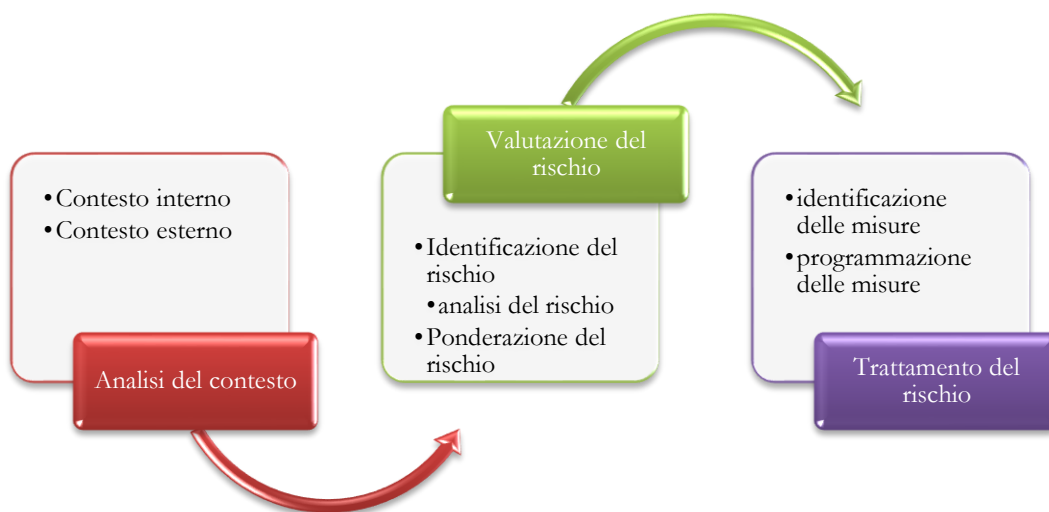 • Contesto interno
• Contesto esterno
Analisi del contesto
Valutazione del
rischio
• Identificazione del
rischio
• analisi del rischio
• Ponderazione del
rischio
• identificazione
delle misure
• programmazione
delle misure
Trattamento del
rischio